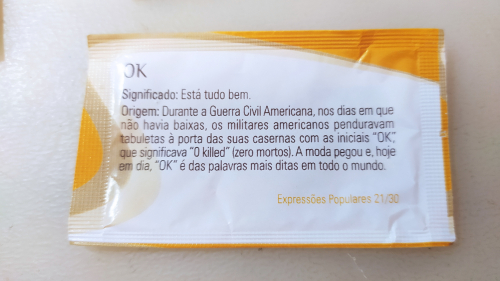 OK
Significado: Está tudo bem.
Origem: Durante a Guerra Civil Americana, nos dias em que
não havia baixas, os militares americanos penduravam
tabuletas à porta das suas casernas com as iniciais “OK”,
que significava “0 killed” (zero mortos). A moda pegou e, hoje
em dia, “OK” é das palavras mais ditas em todo o mundo.
Expressões Populares 21/30